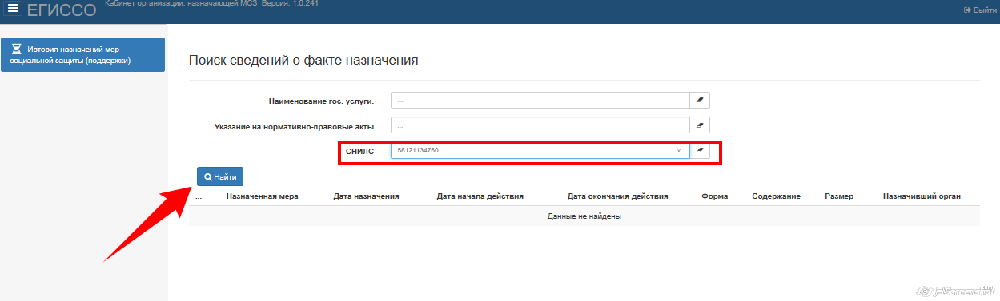 ЕГИССО Кабинет организации, назначающей МСЗ Версия: 1.0.241 Выйти
История назначений мер
социальной защиты (поддержки)
Поиск сведений о факте назначения
Наименование гос. услуги. ...
Указание на нормативно-правовые акты ...
СНИЛС 58121134760 ×
Найти
... Назначенная мера Дата назначения Дата начала действия Дата окончания действия Форма Содержание Размер Назначивший орган
Данные не найдены
jetScreenshot